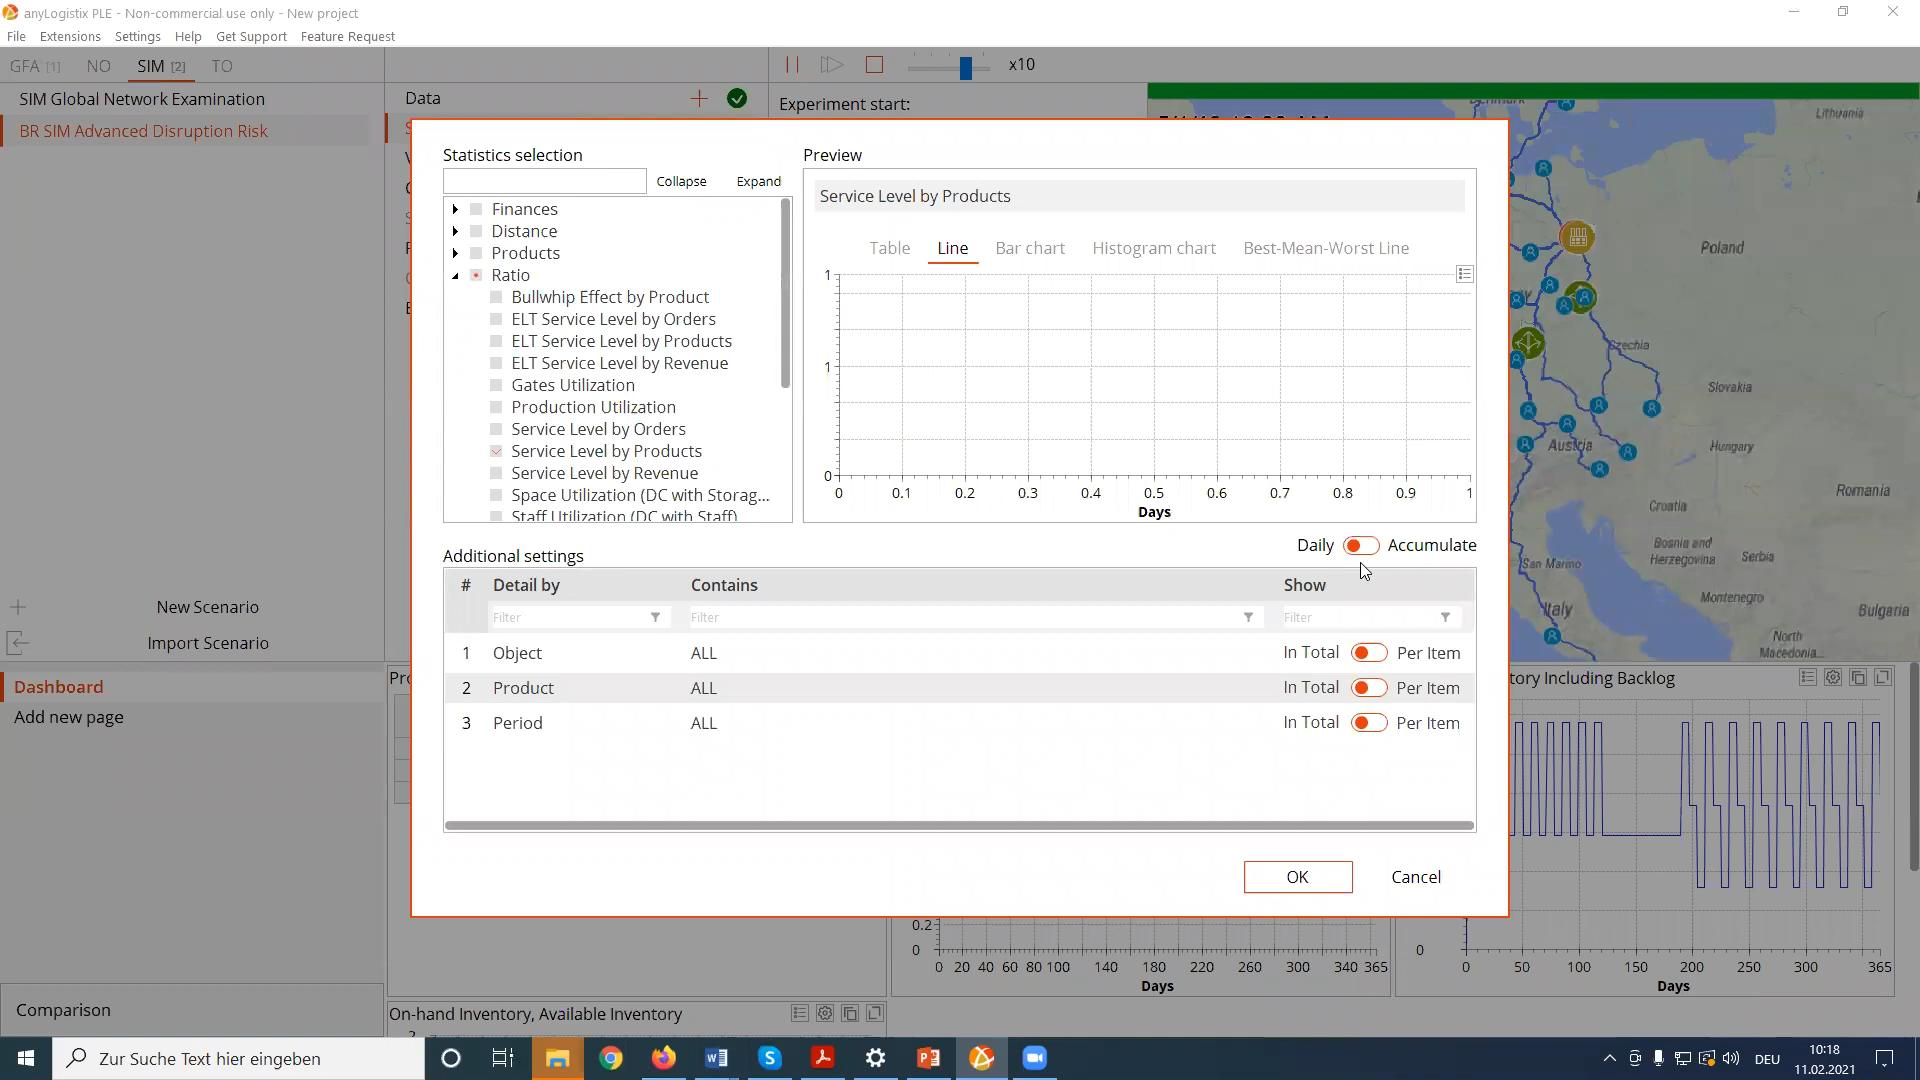 anyLogistix PLE - Non-commercial use only - New project
File Extensions Settings Help Get Support Feature Request
GFA [1] NO SIM [2] TO
x10
SIM Global Network Examination
Data
Experiment start:
BR SIM Advanced Disruption Risk
Statistics selection
Preview
Collapse Expand
Service Level by Products
Finances
Distance
Products
Ratio
Bullwhip Effect by Product
ELT Service Level by Orders
ELT Service Level by Products
ELT Service Level by Revenue
Gates Utilization
Production Utilization
Service Level by Orders
Service Level by Products
Service Level by Revenue
Space Utilization (DC with Storag...
Staff Utilization (DC with Staff)
Table Line Bar chart Histogram chart Best-Mean-Worst Line
1
1
0
0 0.1 0.2 0.3 0.4 0.5 0.6 0.7 0.8 0.9 1
Days
Daily Accumulate
Additional settings
# Detail by Contains Show
Filter Filter Filter
1 Object ALL In Total Per Item
2 Product ALL In Total Per Item
3 Period ALL In Total Per Item
OK Cancel
Lithuania
Poland
Czechia
Slovakia
Austria
Hungary
Romania
Croatia
Bosnia and Herzegovina
Serbia
San Marino
Montenegro
Italy
Bulgaria
North Macedonia...
New Scenario
Import Scenario
Dashboard
Add new page
tory Including Backlog
0.2
0
0 20 40 60 80 100 140 180 220 260 300 340 365
Days
0
0 50 100 150 200 250 300 365
Days
Comparison
On-hand Inventory, Available Inventory
2
Zur Suche Text hier eingeben
DEU
10:18
11.02.2021